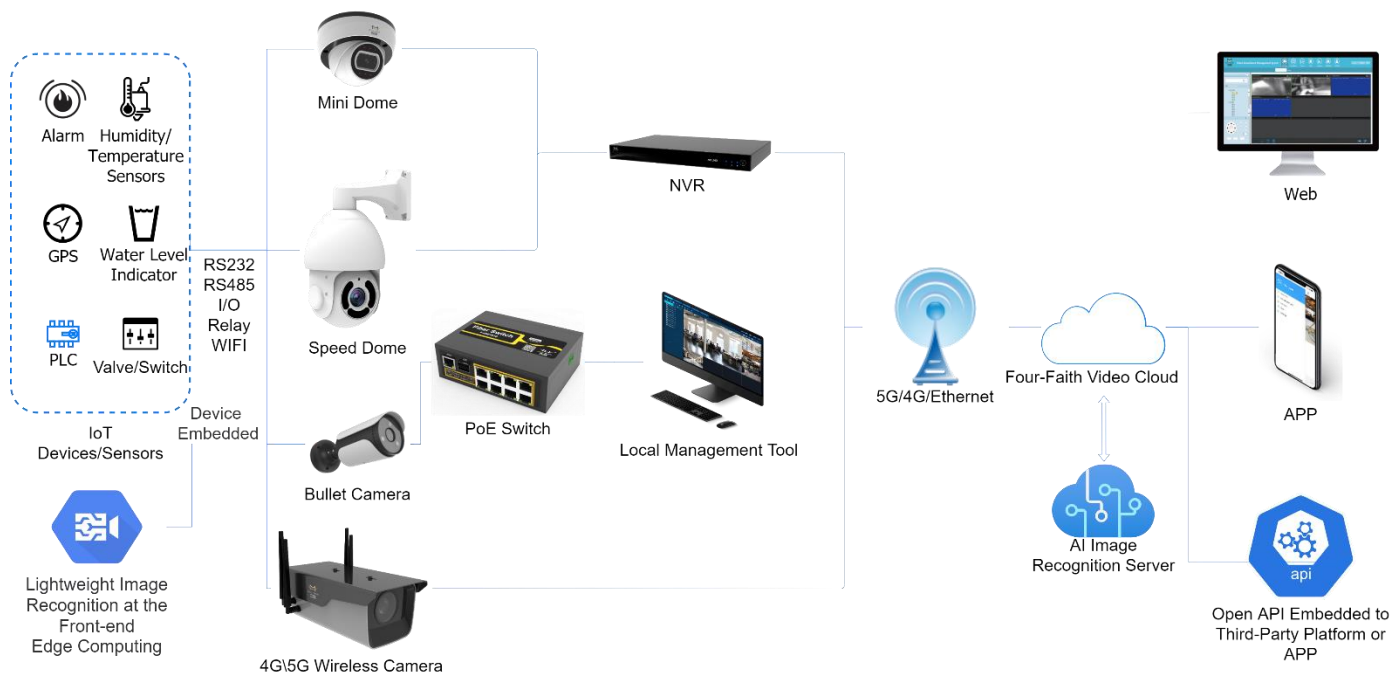 Mini Dome
Alarm
Humidity/
Temperature
Sensors
GPS
Water Level
Indicator
PLC
Valve/Switch
IoT
Devices/Sensors
RS232
RS485
I/O
Relay
WIFI
Device
Embedded
Lightweight Image
Recognition at the
Front-end
Edge Computing
Speed Dome
Bullet Camera
4G\5G Wireless Camera
NVR
Fiber Switch
PoE Switch
Local Management Tool
5G/4G/Ethernet
Four-Faith Video Cloud
AI Image
Recognition Server
Web
APP
api
Open API Embedded to
Third-Party Platform or
APP